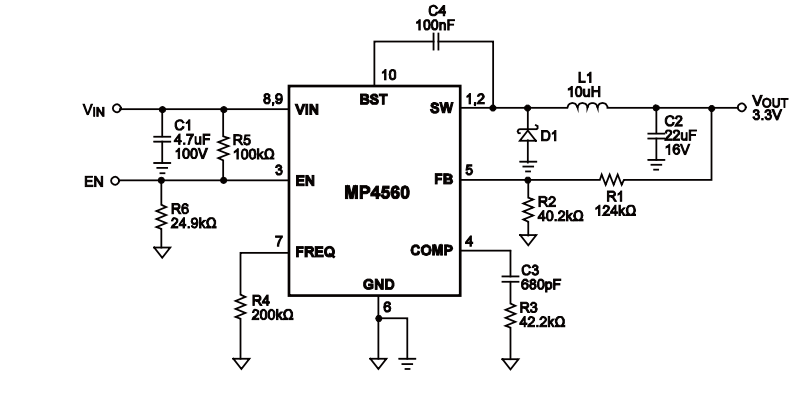 C4
100nF
10
BST
VIN
8,9
VIN
SW
1,2
L1
10uH
VOUT
3.3V
C1
4.7uF
100V
R5
100kΩ
D1
C2
22uF
16V
EN
3
EN
MP4560
FB
5
R1
124kΩ
R6
24.9kΩ
R2
40.2kΩ
7
FREQ
COMP
4
GND
6
C3
680pF
R4
200kΩ
R3
42.2kΩ